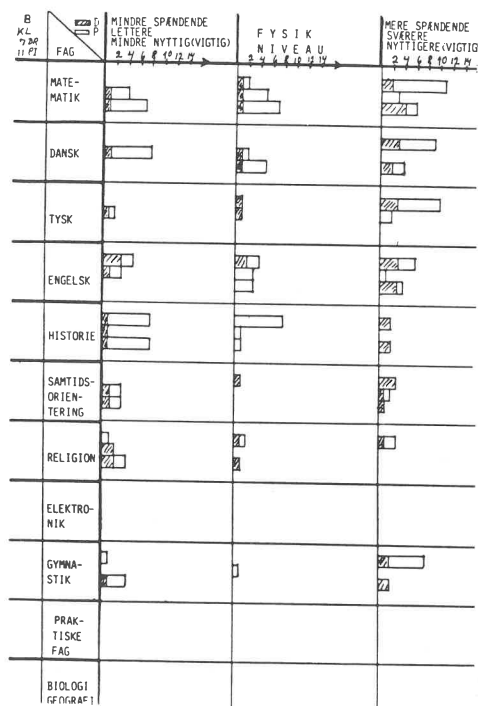 B
KL
7 DR
11 PI
FAG
D
P
MINDRE SPÆNDENDE
LETTERE
MINDRE NYTTIG(VIGTIG)
2 4 6 8 10 12 14
FYSIK
NIVEAU
2 4 6 8 10 12 14
MERE SPÆNDENDE
SVÆRERE
NYTTIGERE(VIGTIG
2 4 6 8 10 12 14
MATE-
MATIK
DANSK
TYSK
ENGELSK
HISTORIE
SAMTIDS-
ORIEN-
TERING
RELIGION
ELEKTRO-
NIK
GYMNA-
STIK
PRAK-
TISKE
FAG
BIOLOGI
GEOGRAFI